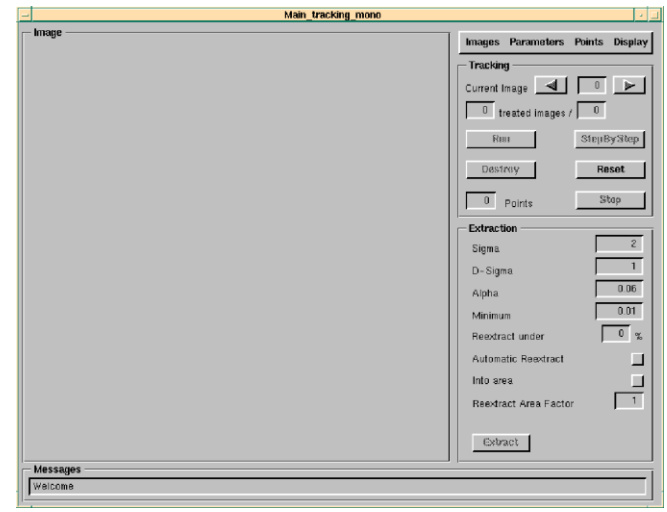 Main_tracking_mono
Image
Images Parameters Points Display
Tracking
Current Image 0
0 treated images / 0
Run StepByStep
Destroy Reset
0 Points Stop
Extraction
Sigma 2
D-Sigma 1
Alpha 0.06
Minimum 0.01
Reextract under 0 %
Automatic Reextract
Into area
Reextract Area Factor 1
Extract
Messages
Welcome